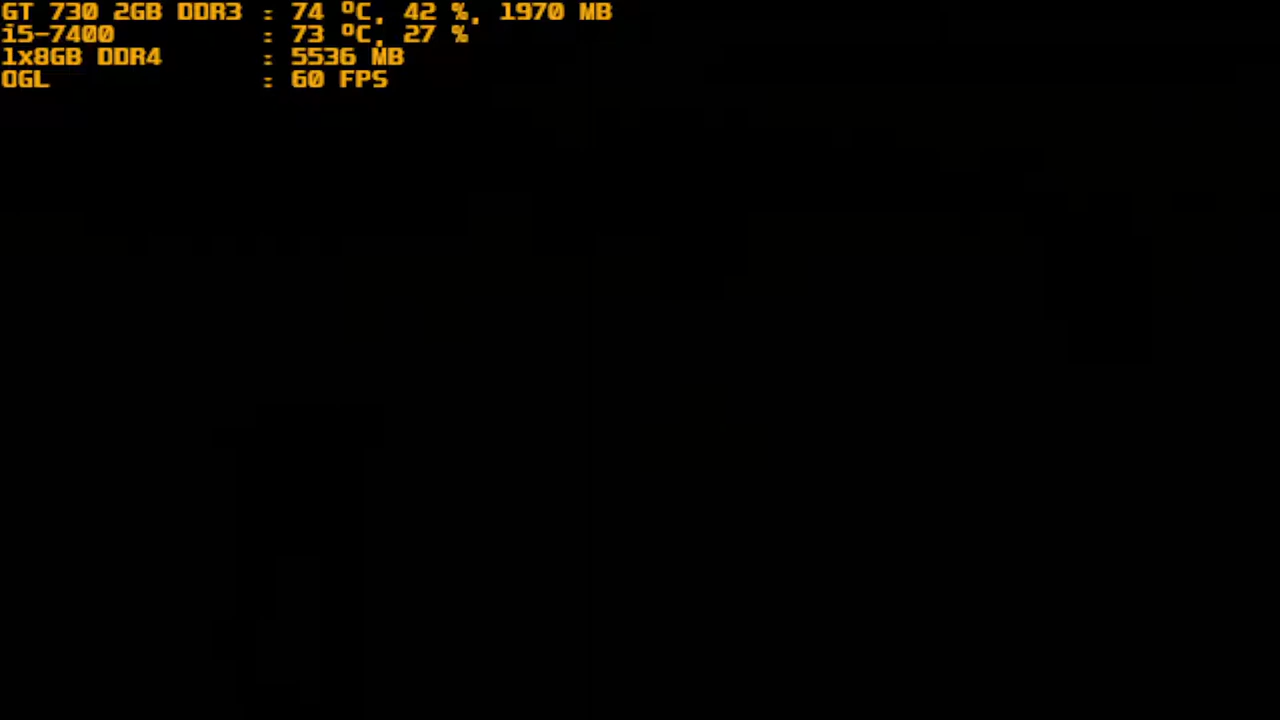 GT 730 2GB DDR3 : 74 ºC, 42 %, 1970 MB
i5-7400 : 73 ºC, 27 %
1x8GB DDR4 : 5536 MB
OGL : 60 FPS